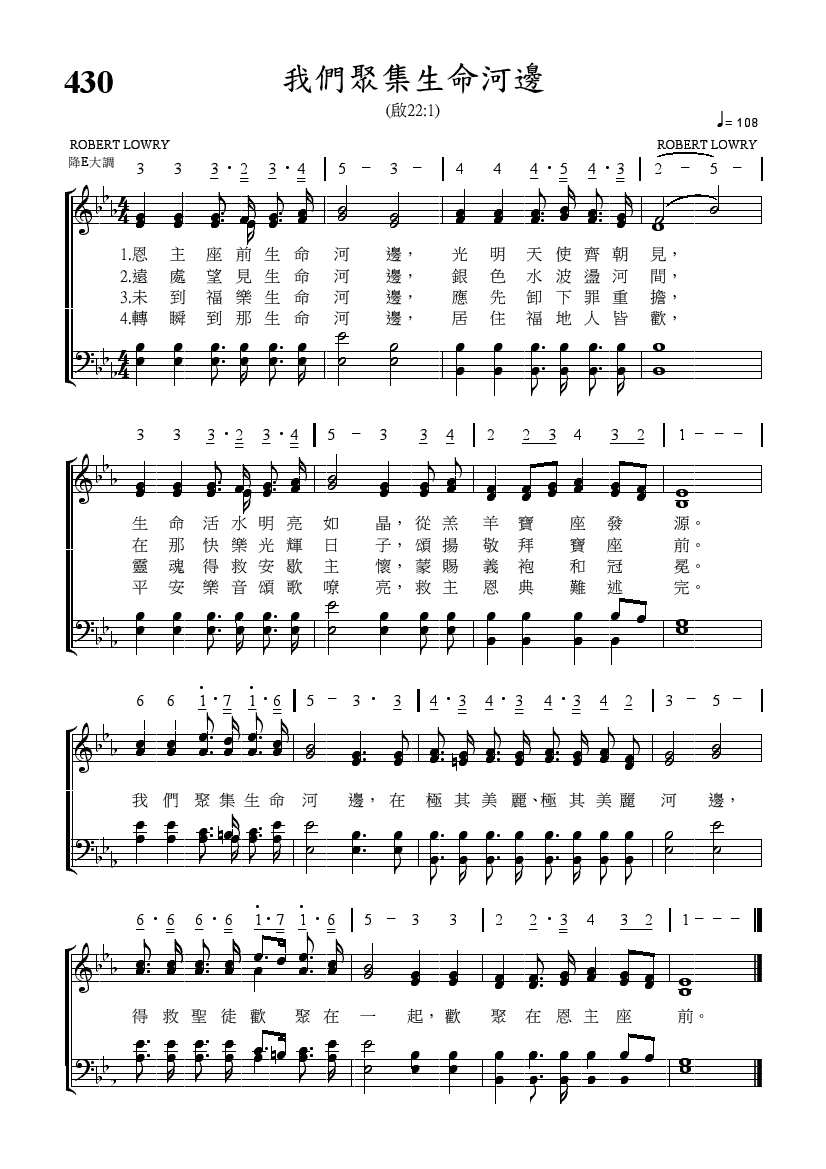 430
我們聚集生命河邊
(啟22:1)
♩= 108
ROBERT LOWRY ROBERT LOWRY
降E大調
3 3 3 · 2 3 · 4 | 5 – 3 – | 4 4 4 · 5 4 · 3 | 2 – 5 – |
1.恩主座前生命河邊，光明天使齊朝見，
2.遠處望見生命河邊，銀色水波盪河間，
3.未到福樂生命河邊，應先卸下罪重擔，
4.轉瞬到那生命河邊，居住福地人皆歡，
3 3 3 · 2 3 · 4 | 5 – 3 3 4 | 2 2 3 4 3 2 | 1 – – – |
生命活水明亮如晶，從羔羊寶座發源。
在那快樂光輝日子，頌揚敬拜寶座前。
靈魂得救安歇主懷，蒙賜義袍和冠冕。
平安樂音頌歌嘹亮，救主恩典難述完。
6 6 1 · 7 1 · 6 | 5 – 3 · 3 | 4 · 3 4 · 3 4 · 3 4 2 | 3 – 5 – |
我們聚集生命河邊，在極其美麗、極其美麗河邊，
6 · 6 6 · 6 1 · 7 1 · 6 | 5 – 3 3 | 2 2 · 3 4 3 2 | 1 – – –
得救聖徒歡聚在一起，歡聚在恩主座前。